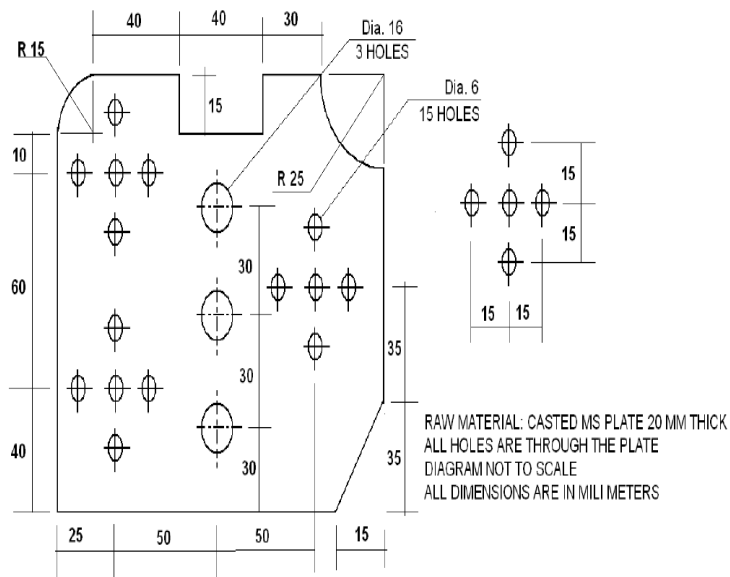 40 40 30
R 15
Dia. 16
3 HOLES
15
Dia. 6
15 HOLES
10
R 25
15
15
30
60
15 15
35
30
40
30
35
RAW MATERIAL: CASTED MS PLATE 20 MM THICK
ALL HOLES ARE THROUGH THE PLATE
DIAGRAM NOT TO SCALE
ALL DIMENSIONS ARE IN MILI METERS
25 50 50 15